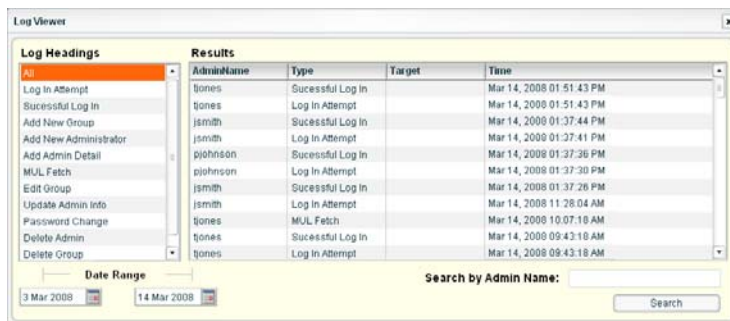 Log Viewer
Log Headings
All
Log In Attempt
Sucessful Log In
Add New Group
Add New Administrator
Add Admin Detail
MUL Fetch
Edit Group
Update Admin Info
Password Change
Delete Admin
Delete Group
Date Range
3 Mar 2008 14 Mar 2008
Results
AdminName Type Target Time
tjones Sucessful Log In Mar 14, 2008 01:51:43 PM
tjones Log In Attempt Mar 14, 2008 01:51:43 PM
jsmith Sucessful Log In Mar 14, 2008 01:37:44 PM
jsmith Log In Attempt Mar 14, 2008 01:37:41 PM
pjohnson Sucessful Log In Mar 14, 2008 01:37:36 PM
pjohnson Log In Attempt Mar 14, 2008 01:37:30 PM
jsmith Sucessful Log In Mar 14, 2008 01:37:26 PM
jsmith Log In Attempt Mar 14, 2008 11:28:04 AM
tjones MUL Fetch Mar 14, 2008 10:07:18 AM
tjones Sucessful Log In Mar 14, 2008 09:43:18 AM
tjones Log In Attempt Mar 14, 2008 09:43:18 AM
Search by Admin Name:
Search